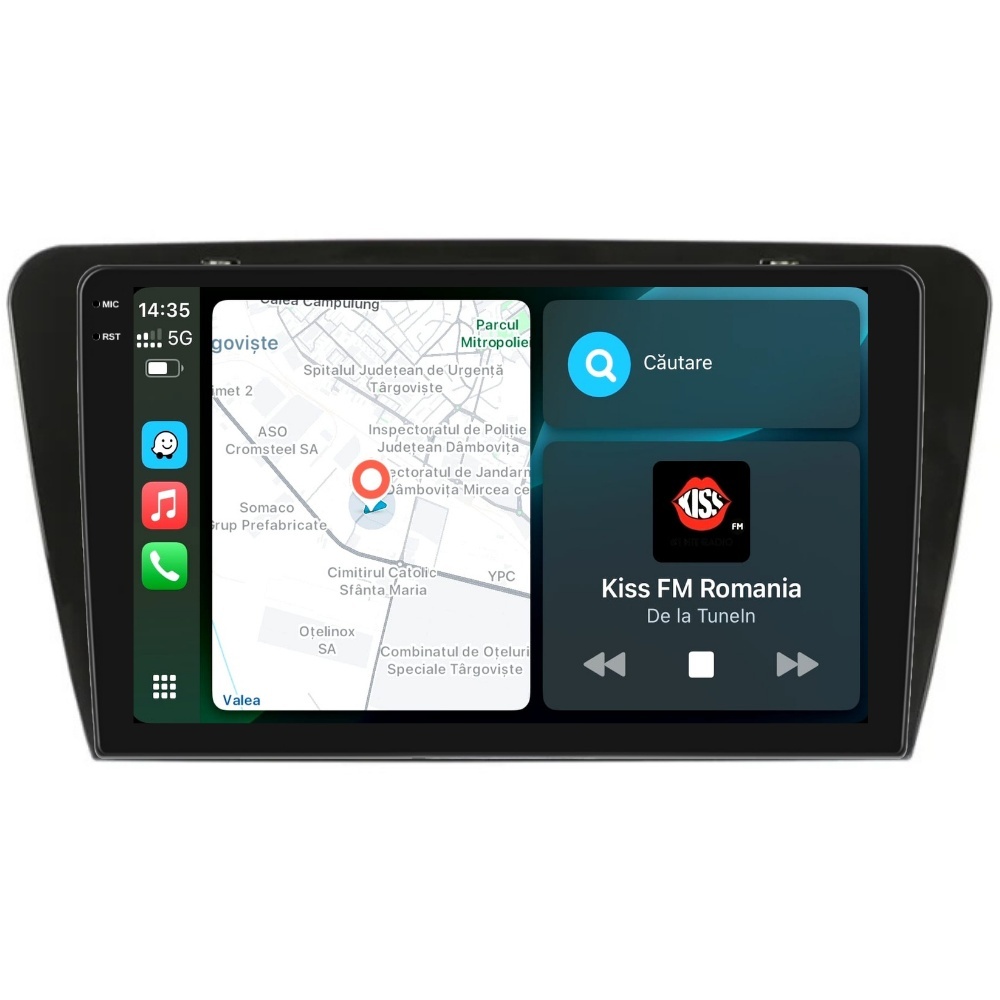 MIC
RST
14:35
5G
Calea Câmpulung
goviște
Parcul
Mitropoliei
Spitalul Județean de Urgență
Târgoviște
imet 2
ASO
Cromsteel SA
Inspectoratul de Poliție
Județean Dâmbovița
ectoratul de Jandarm
Dâmbovița Mircea ce
Somaco
Grup Prefabricate
Cimitirul Catolic
Sfânta Maria
YPC
Oțelinox
SA
Combinatul de Oțeluri
Speciale Târgoviște
Valea
Căutare
KISS
FM
Kiss FM Romania
De la TuneIn